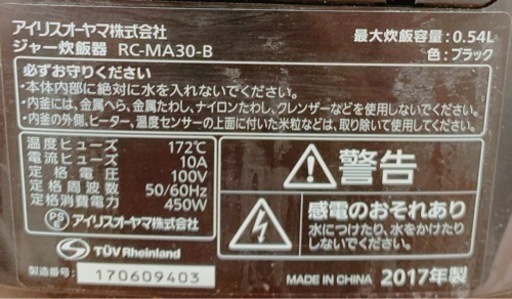 アイリスオーヤマ株式会社
ジャー炊飯器 RC-MA30-B
最大炊飯容量:0.54L
色:ブラック
必ずお守りください
・本体内部に絶対に水を入れないでください。
・内釜には、金属へら、金属たわし、ナイロンたわし、クレンザーなどを使用しないでください。
・内釜の外側、ヒーター、温度センサーの上面に付いた米粒などは、取り除いて使用してください。
温度ヒューズ 172℃
電流ヒューズ 10A
定格電圧 100V
定格周波数 50/60Hz
定格消費電力 450W
PS E アイリスオーヤマ株式会社
TÜVRheinland
製造番号: 170609403
警告
感電のおそれあり
水につけたり、水をかけたり
しないでください。
MADE IN CHINA 2017年製